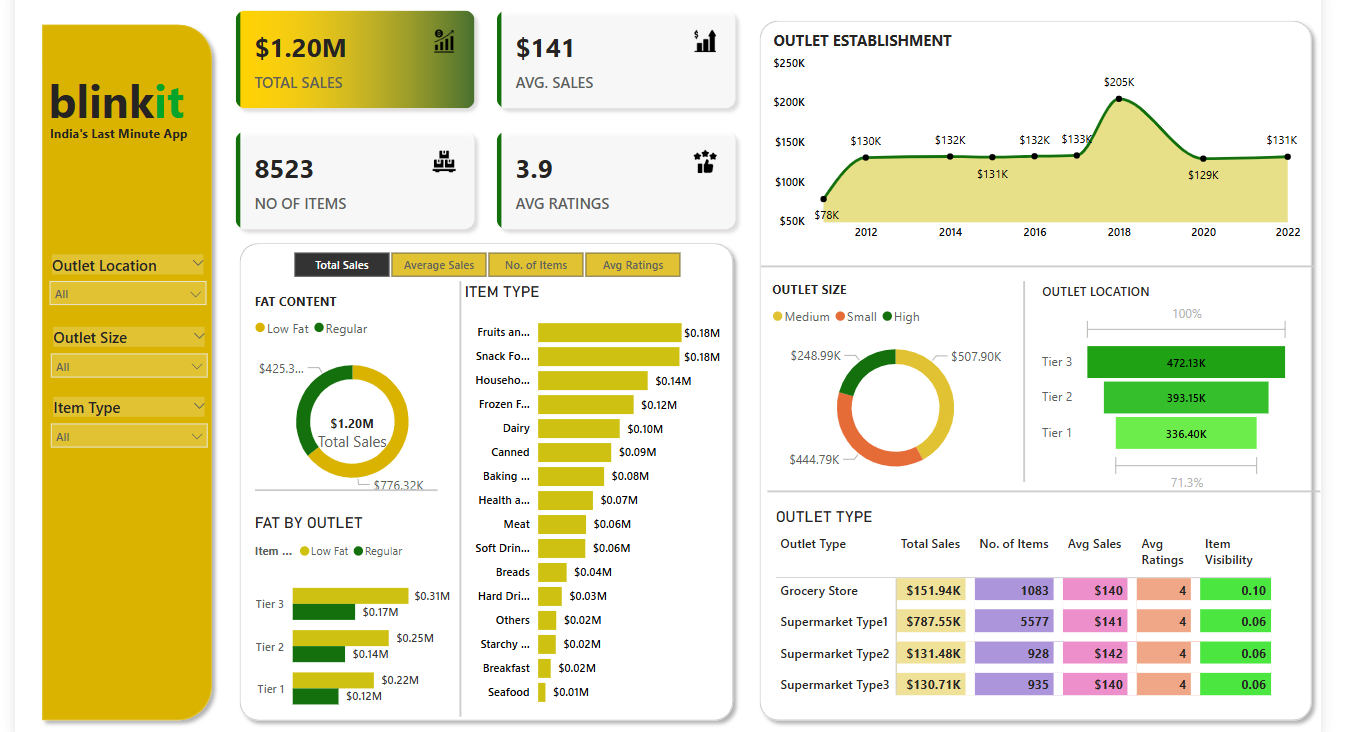 blinkit
India's Last Minute App
Outlet Location
All
Outlet Size
All
Item Type
All
$1.20M
TOTAL SALES
$141
AVG. SALES
8523
NO OF ITEMS
3.9
AVG RATINGS
Total Sales
Average Sales
No. of Items
Avg Ratings
FAT CONTENT
Low Fat Regular
$425.3...
$1.20M
Total Sales
$776.32K
FAT BY OUTLET
Item ... Low Fat Regular
Tier 3 $0.31M
$0.17M
Tier 2 $0.25M
$0.14M
Tier 1 $0.22M
$0.12M
ITEM TYPE
Fruits an... $0.18M
Snack Fo... $0.18M
Househo... $0.14M
Frozen F... $0.12M
Dairy $0.10M
Canned $0.09M
Baking ... $0.08M
Health a... $0.07M
Meat $0.06M
Soft Drin... $0.06M
Breads $0.04M
Hard Dri... $0.03M
Others $0.02M
Starchy ... $0.02M
Breakfast $0.02M
Seafood $0.01M
OUTLET ESTABLISHMENT
$250K
$200K
$150K
$100K
$50K
$78K
$130K
$132K
$131K
$132K
$133K
$205K
$129K
$131K
2012 2014 2016 2018 2020 2022
OUTLET SIZE
Medium Small High
$248.99K
$507.90K
$444.79K
OUTLET LOCATION
100%
Tier 3 472.13K
Tier 2 393.15K
Tier 1 336.40K
71.3%
OUTLET TYPE
Outlet Type Total Sales No. of Items Avg Sales Avg Ratings Item Visibility
Grocery Store $151.94K 1083 $140 4 0.10
Supermarket Type1 $787.55K 5577 $141 4 0.06
Supermarket Type2 $131.48K 928 $142 4 0.06
Supermarket Type3 $130.71K 935 $140 4 0.06